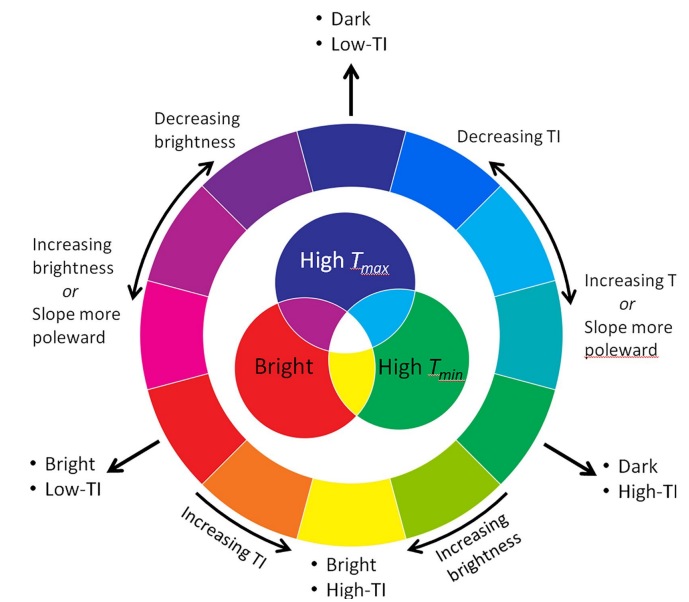 • Dark
• Low-TI
Decreasing
brightness
Decreasing TI
Increasing
brightness
or
Slope more
poleward
High Tmax
Bright
High Tmin
Increasing T
or
Slope more
poleward
• Bright
• Low-TI
• Dark
• High-TI
Increasing TI
Increasing
brightness
• Bright
• High-TI